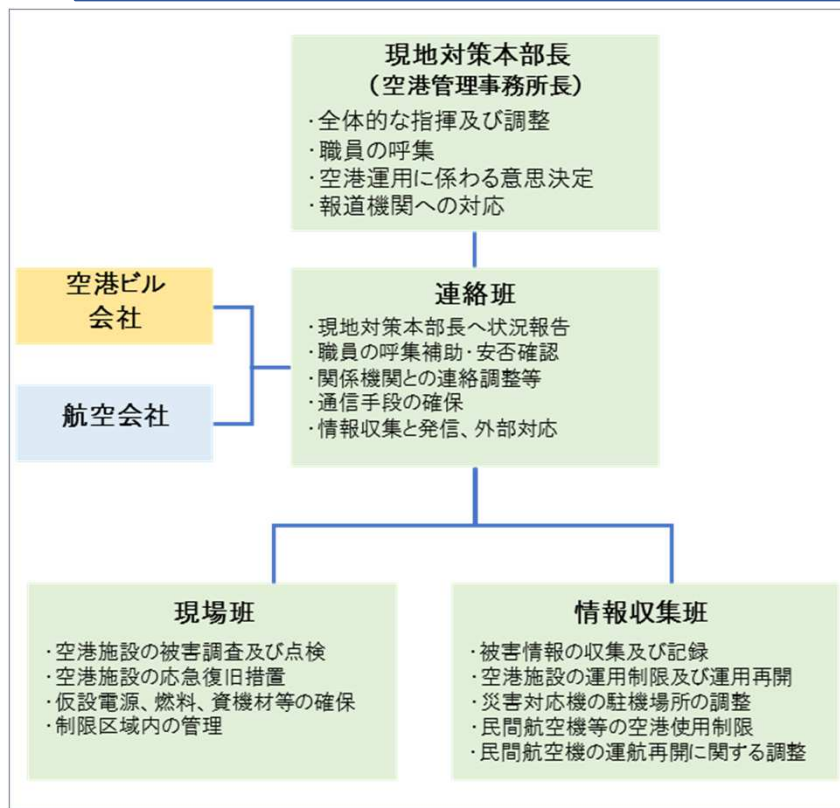 現地対策本部長
(空港管理事務所長)
・全体的な指揮及び調整
・職員の呼集
・空港運用に係わる意思決定
・報道機関への対応
空港ビル
会社
航空会社
連絡班
・現地対策本部長へ状況報告
・職員の呼集補助・安否確認
・関係機関との連絡調整等
・通信手段の確保
・情報収集と発信、外部対応
現場班
・空港施設の被害調査及び点検
・空港施設の応急復旧措置
・仮設電源、燃料、資機材等の確保
・制限区域内の管理
情報収集班
・被害情報の収集及び記録
・空港施設の運用制限及び運用再開
・災害対応機の駐機場所の調整
・民間航空機等の空港使用制限
・民間航空機の運航再開に関する調整